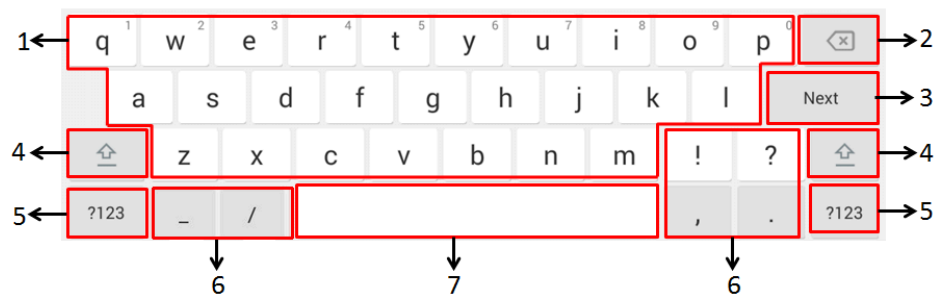 1 q 1 w 2 e 3 r 4 t 5 y 6 u 7 i 8 o 9 p 0 2
a s d f g h j k l Next 3
4 z x c v b n m ! ? 4
5 ?123 _ / , . ?123 5
6 7 6